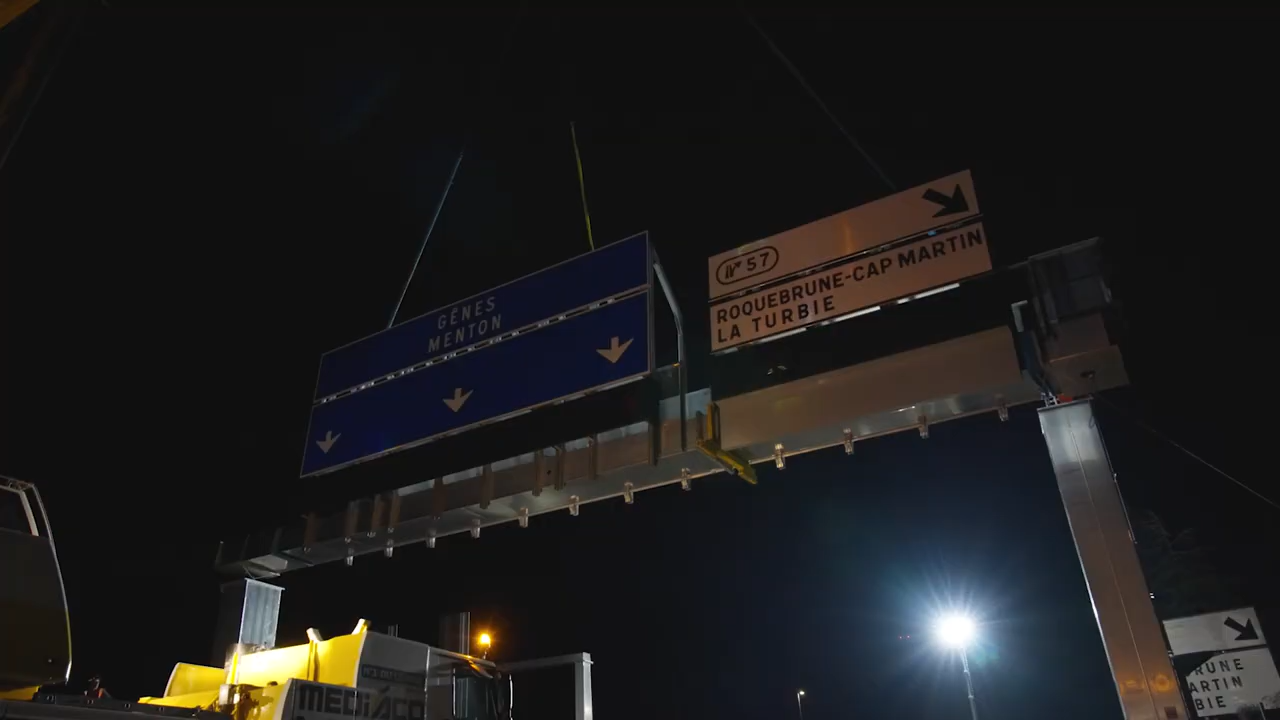 GÊNES
MENTON
57
ROQUEBRUNE-CAP MARTIN
LA TURBIE
MEDIACO
RUNE
ARTIN
BIE